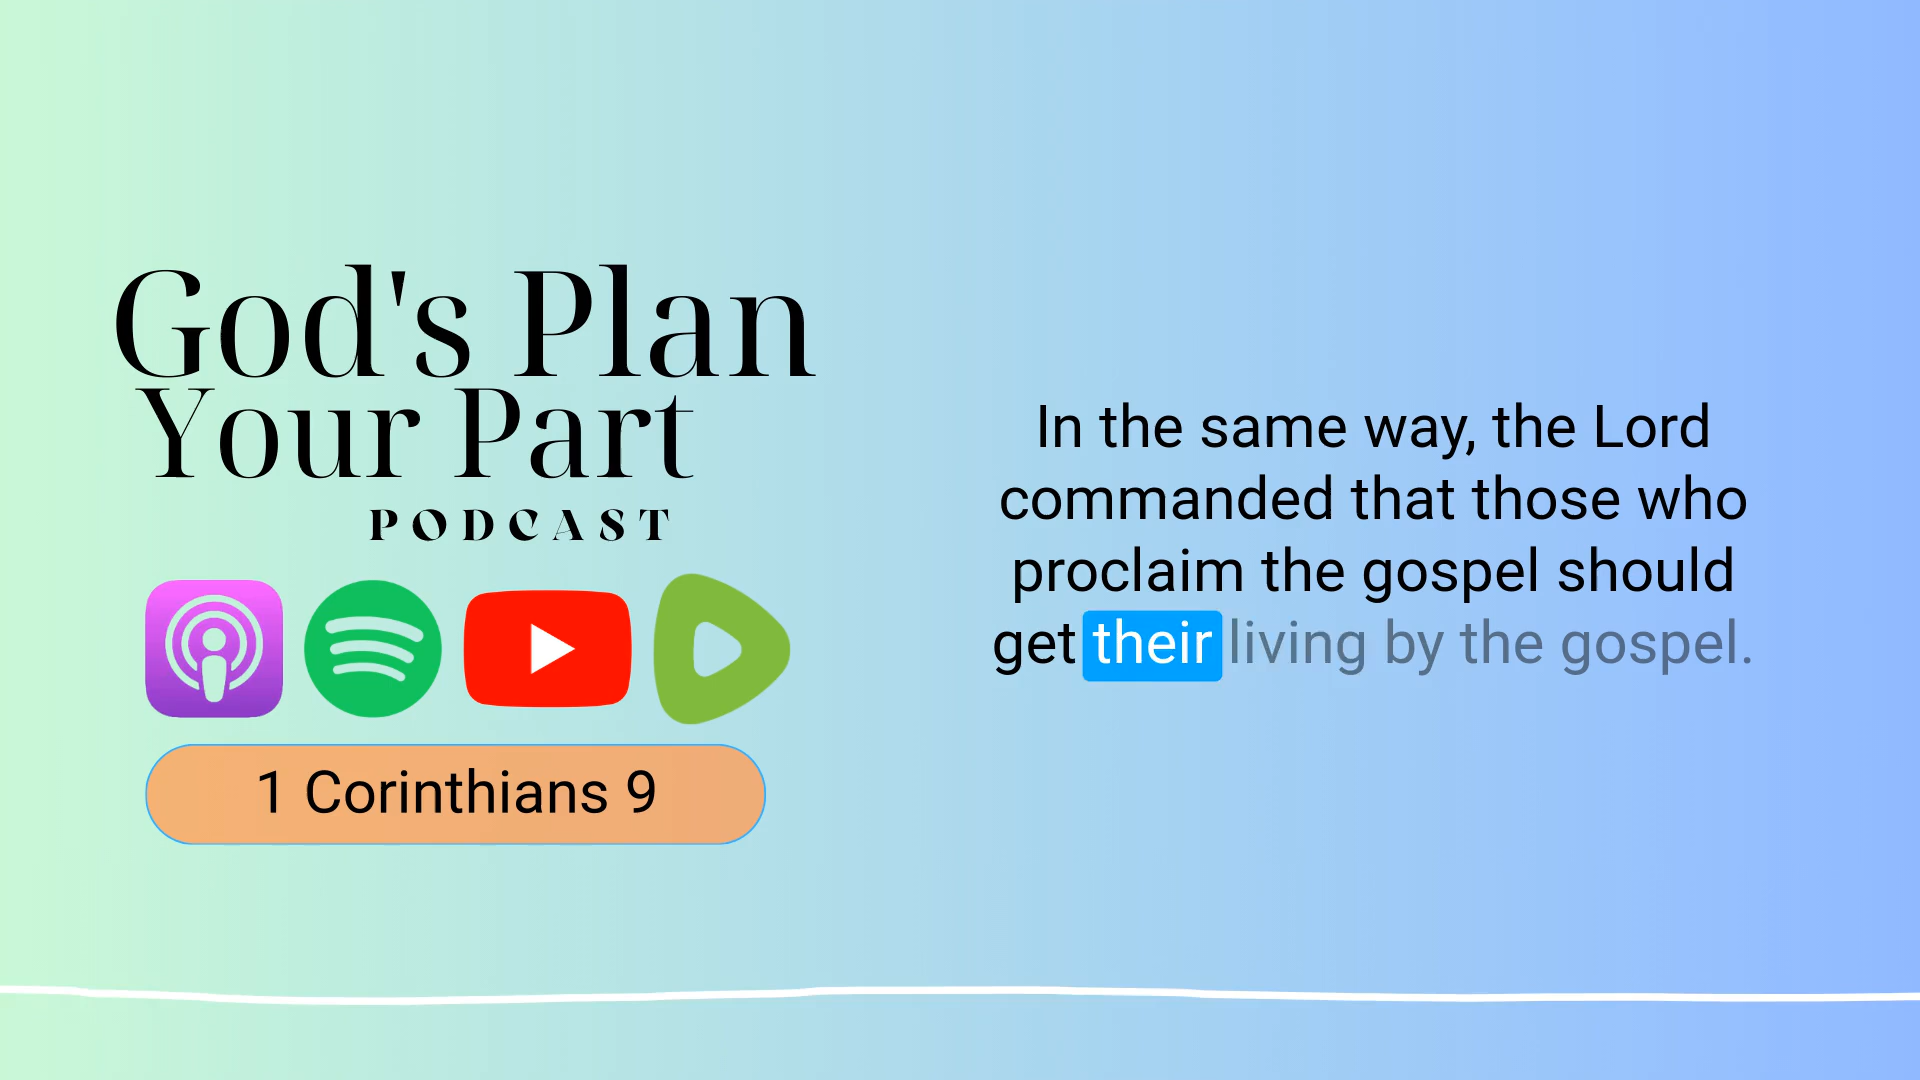 God's Plan
Your Part
PODCAST
1 Corinthians 9
In the same way, the Lord
commanded that those who
proclaim the gospel should
get their living by the gospel.